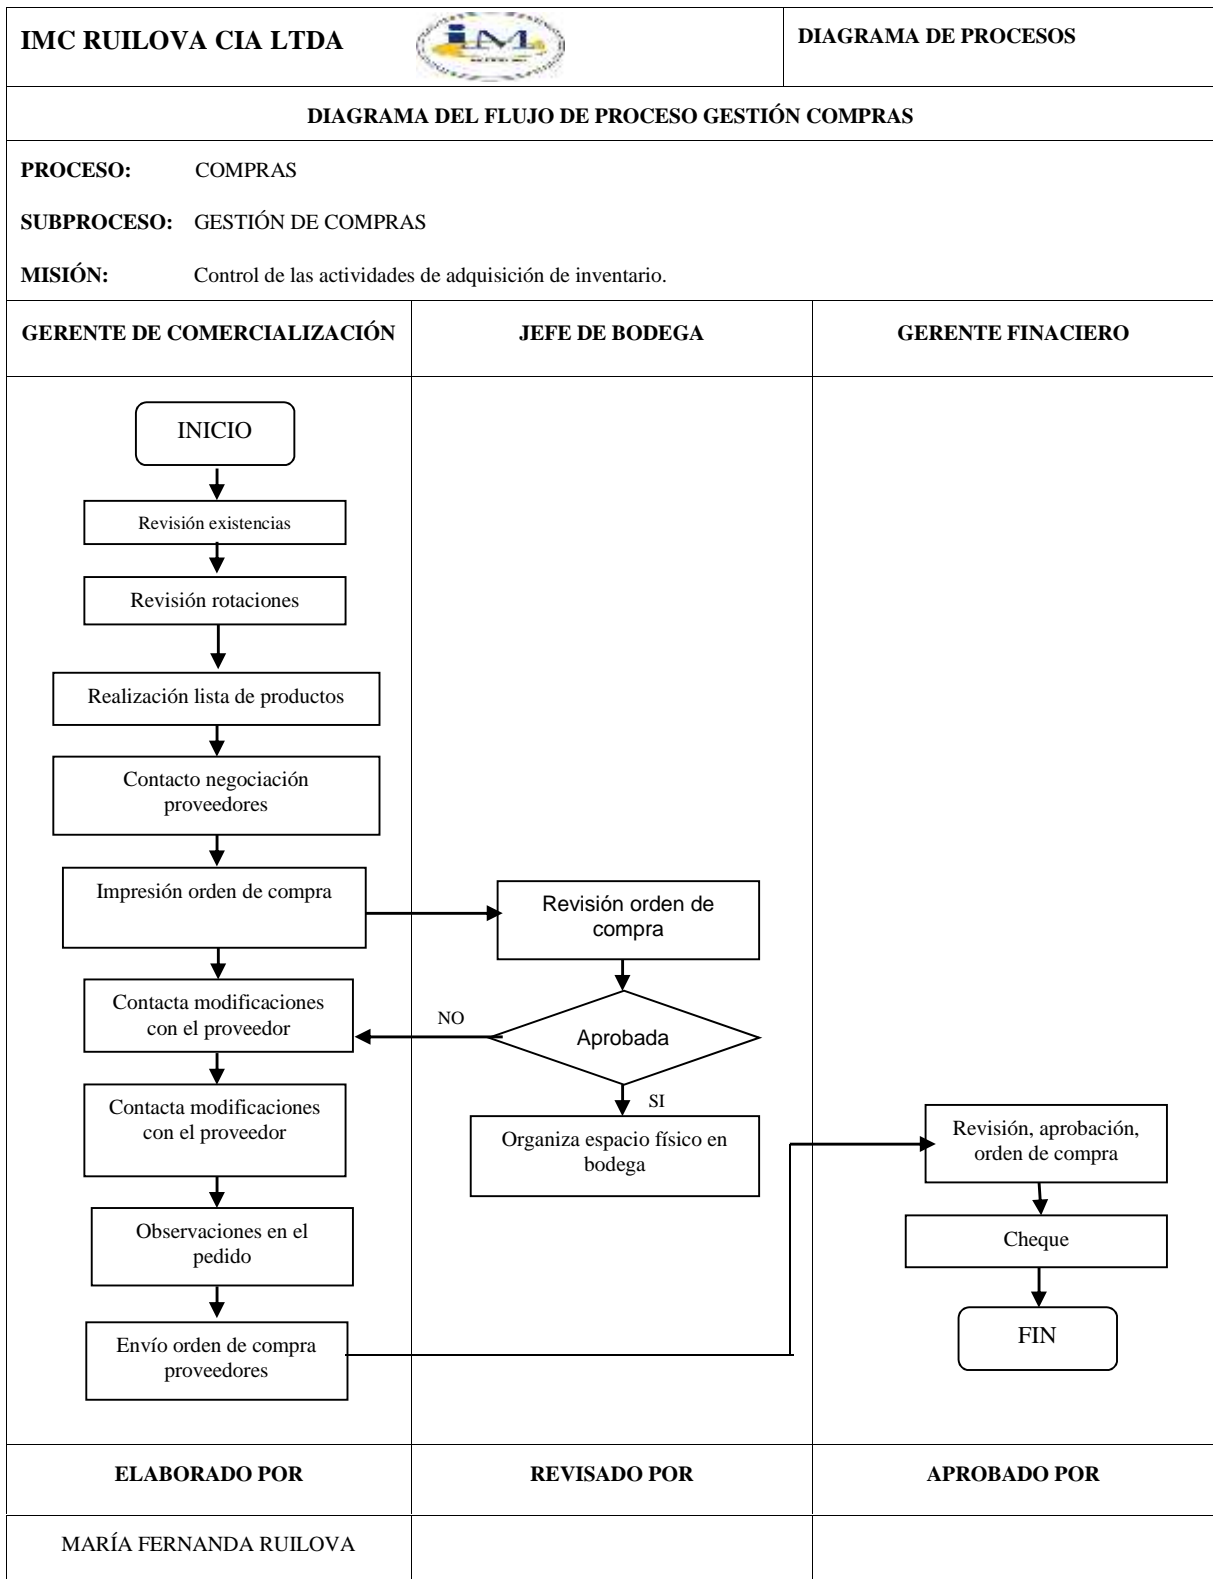 IMC RUILOVA CIA LTDA
IM
DIAGRAMA DE PROCESOS
DIAGRAMA DEL FLUJO DE PROCESO GESTIÓN COMPRAS
PROCESO: COMPRAS
SUBPROCESO: GESTIÓN DE COMPRAS
MISIÓN: Control de las actividades de adquisición de inventario.
GERENTE DE COMERCIALIZACIÓN
JEFE DE BODEGA
GERENTE FINACIERO
INICIO
Revisión existencias
Revisión rotaciones
Realización lista de productos
Contacto negociación
proveedores
Impresión orden de compra
Revisión orden de
compra
Contacta modificaciones
con el proveedor
NO
Aprobada
SI
Contacta modificaciones
con el proveedor
Organiza espacio físico en
bodega
Revisión, aprobación,
orden de compra
Observaciones en el
pedido
Cheque
Envío orden de compra
proveedores
FIN
ELABORADO POR
REVISADO POR
APROBADO POR
MARÍA FERNANDA RUILOVA